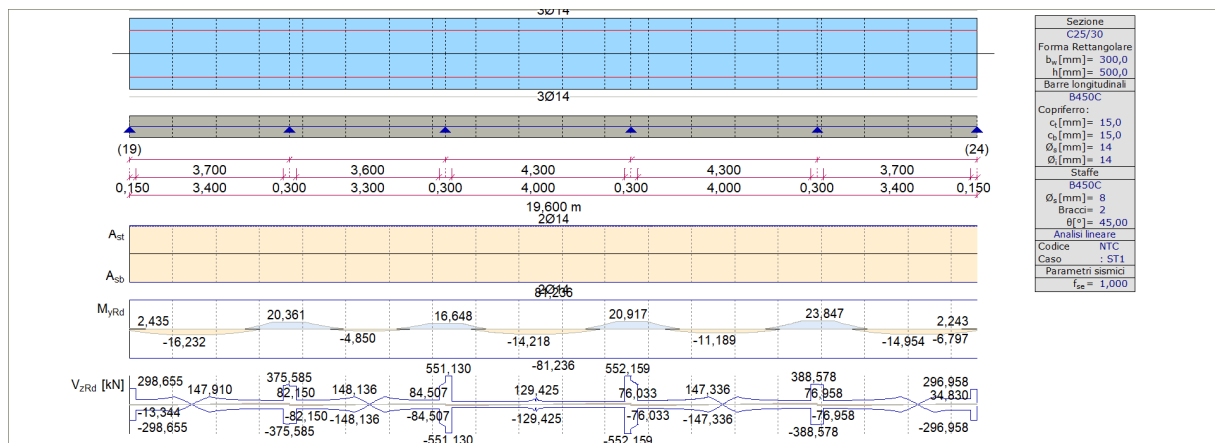 3Ø14
3Ø14
(19) (24)
3,700 3,600 4,300 4,300 3,700
0,150 3,400 0,300 3,300 0,300 4,000 0,300 4,000 0,300 3,400 0,150
19,600 m
2Ø14
Ast
Asb
2Ø14
81,236
MyRd
2,435 20,361 16,648 20,917 23,847 2,243
-16,232 -4,850 -14,218 -11,189 -14,954 -6,797
-81,236
VzRd [kN]
551,130 552,159
298,655 375,585 388,578 296,958
147,910 82,150 148,136 84,507 129,425 76,033 147,336 76,958 34,830
-13,344 -82,150 -148,136 -84,507 -129,425 -76,033 -147,336 -76,958
-298,655 -375,585 -388,578 -296,958
-551,130 -552,159
Sezione
C25/30
Forma Rettangolare
bw[mm]= 300,0
h[mm]= 500,0
Barre longitudinali
B450C
Copriferro:
ct[mm]= 15,0
cb[mm]= 15,0
Øs[mm]= 14
Øi[mm]= 14
Staffe
B450C
Øs[mm]= 8
Bracci= 2
θ[°]= 45,00
Analisi lineare
Codice NTC
Caso : ST1
Parametri sismici
fse= 1,000